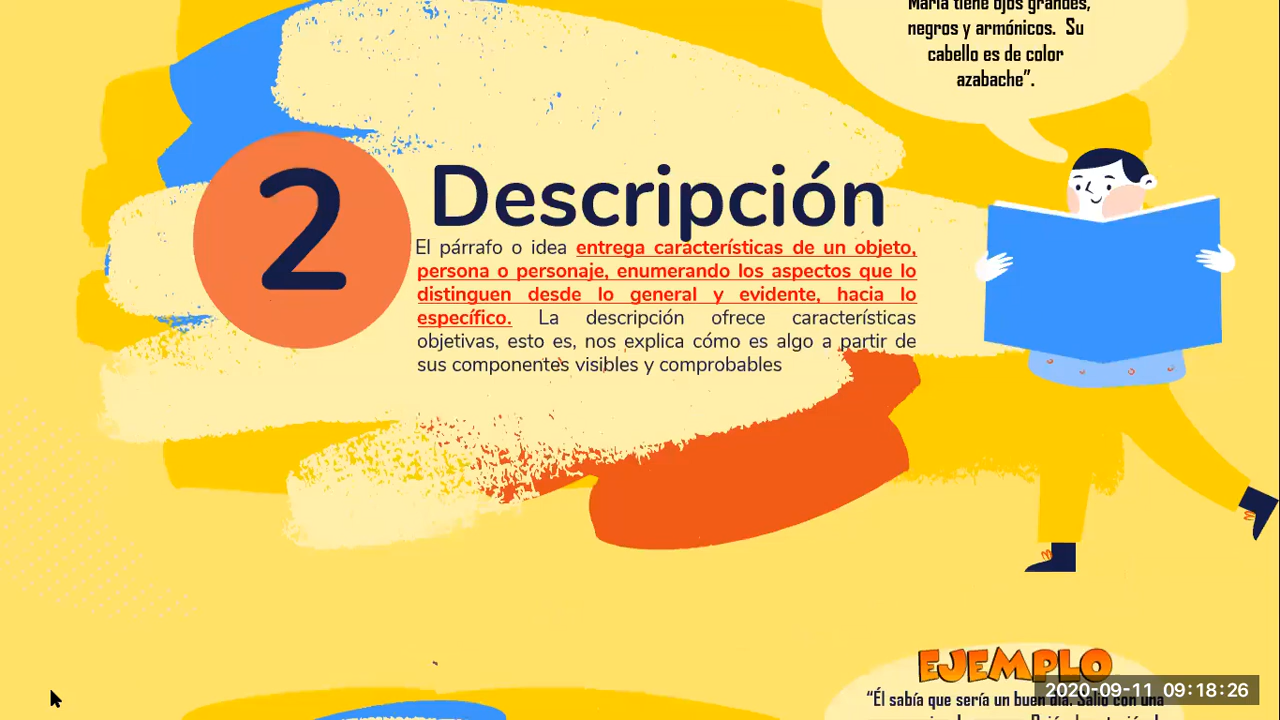 María tiene ojos grandes,
negros y armónicos. Su
cabello es de color
azabache”.
2
Descripción
El párrafo o idea entrega características de un objeto,
persona o personaje, enumerando los aspectos que lo
distinguen desde lo general y evidente, hacia lo
específico. La descripción ofrece características
objetivas, esto es, nos explica cómo es algo a partir de
sus componentes visibles y comprobables
EJEMPLO
2020-09-11 09:18:26
“Él sabía que sería un buen día. Salió con una